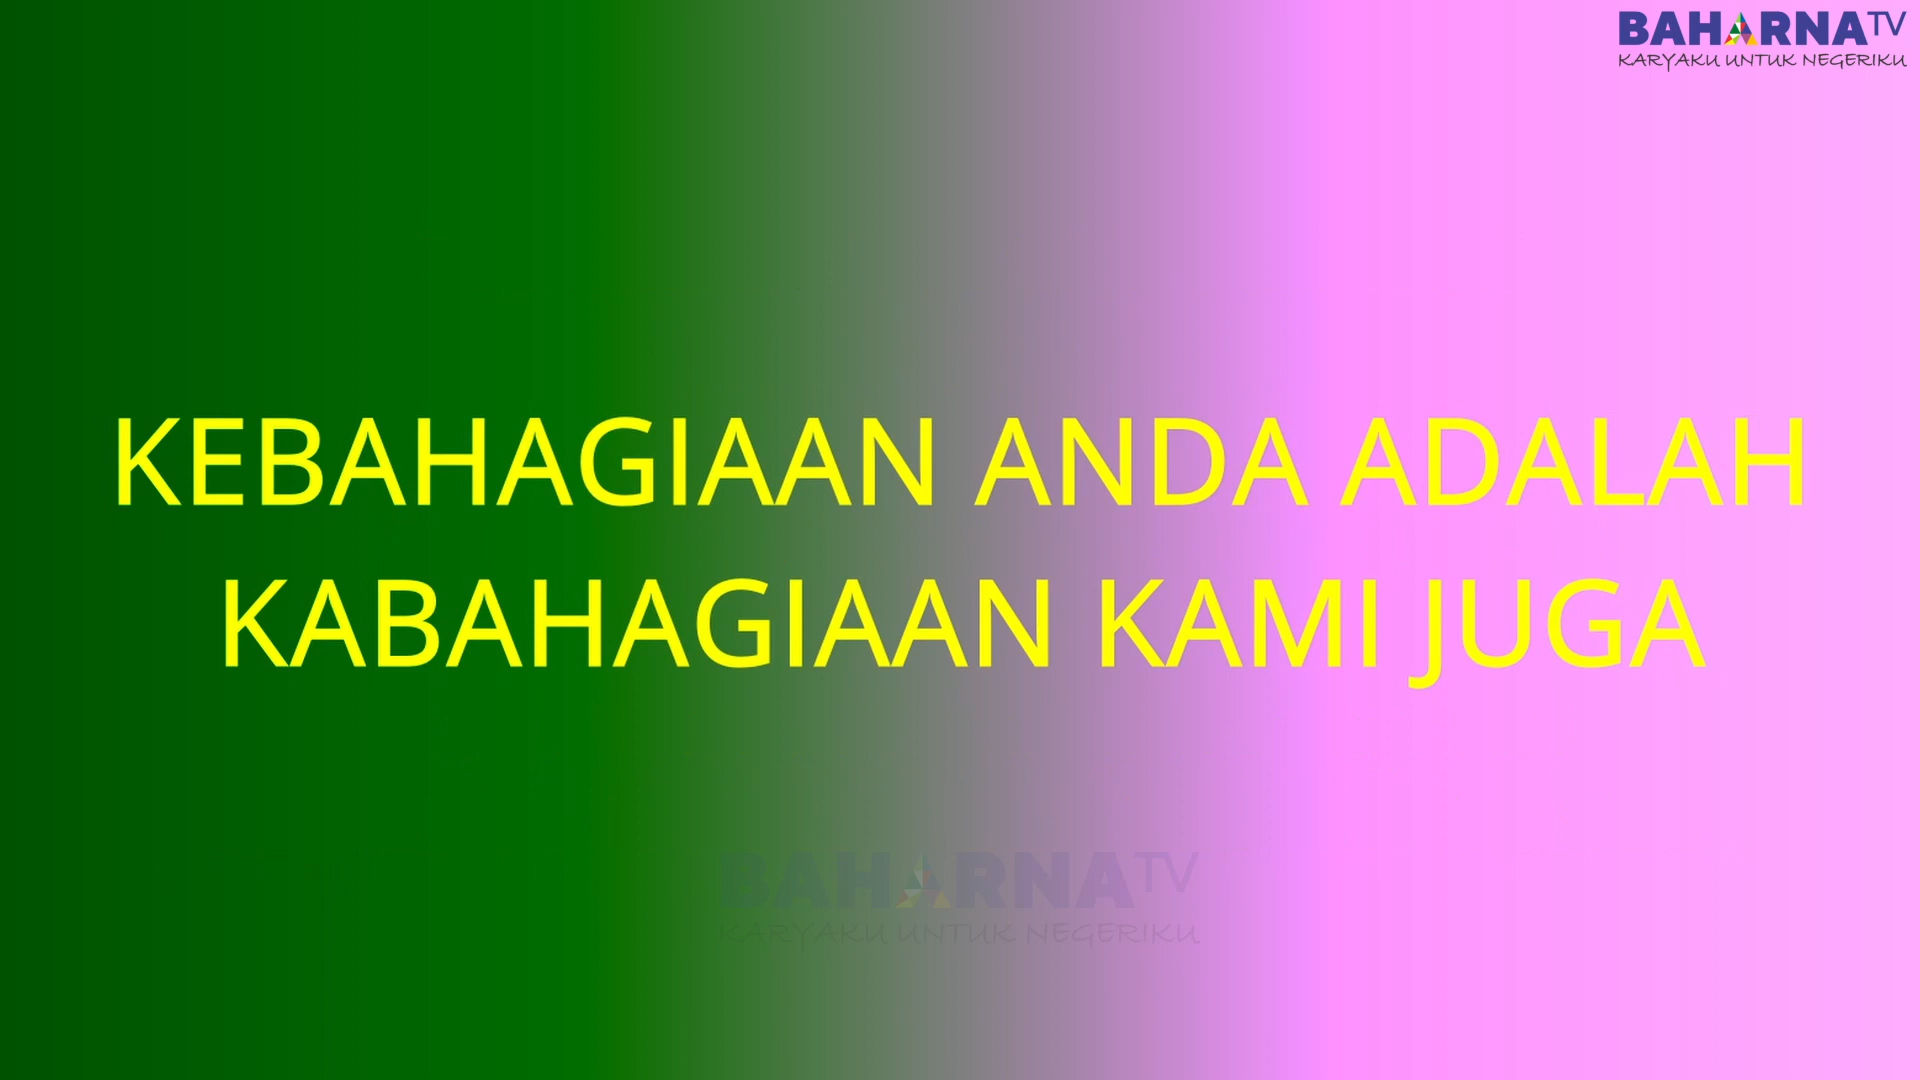 BAHARNATV
KARYAKU UNTUK NEGERIKU
KEBAHAGIAAN ANDA ADALAH
KABAHAGIAAN KAMI JUGA
BAHARNATV
KARYAKU UNTUK NEGERIKU